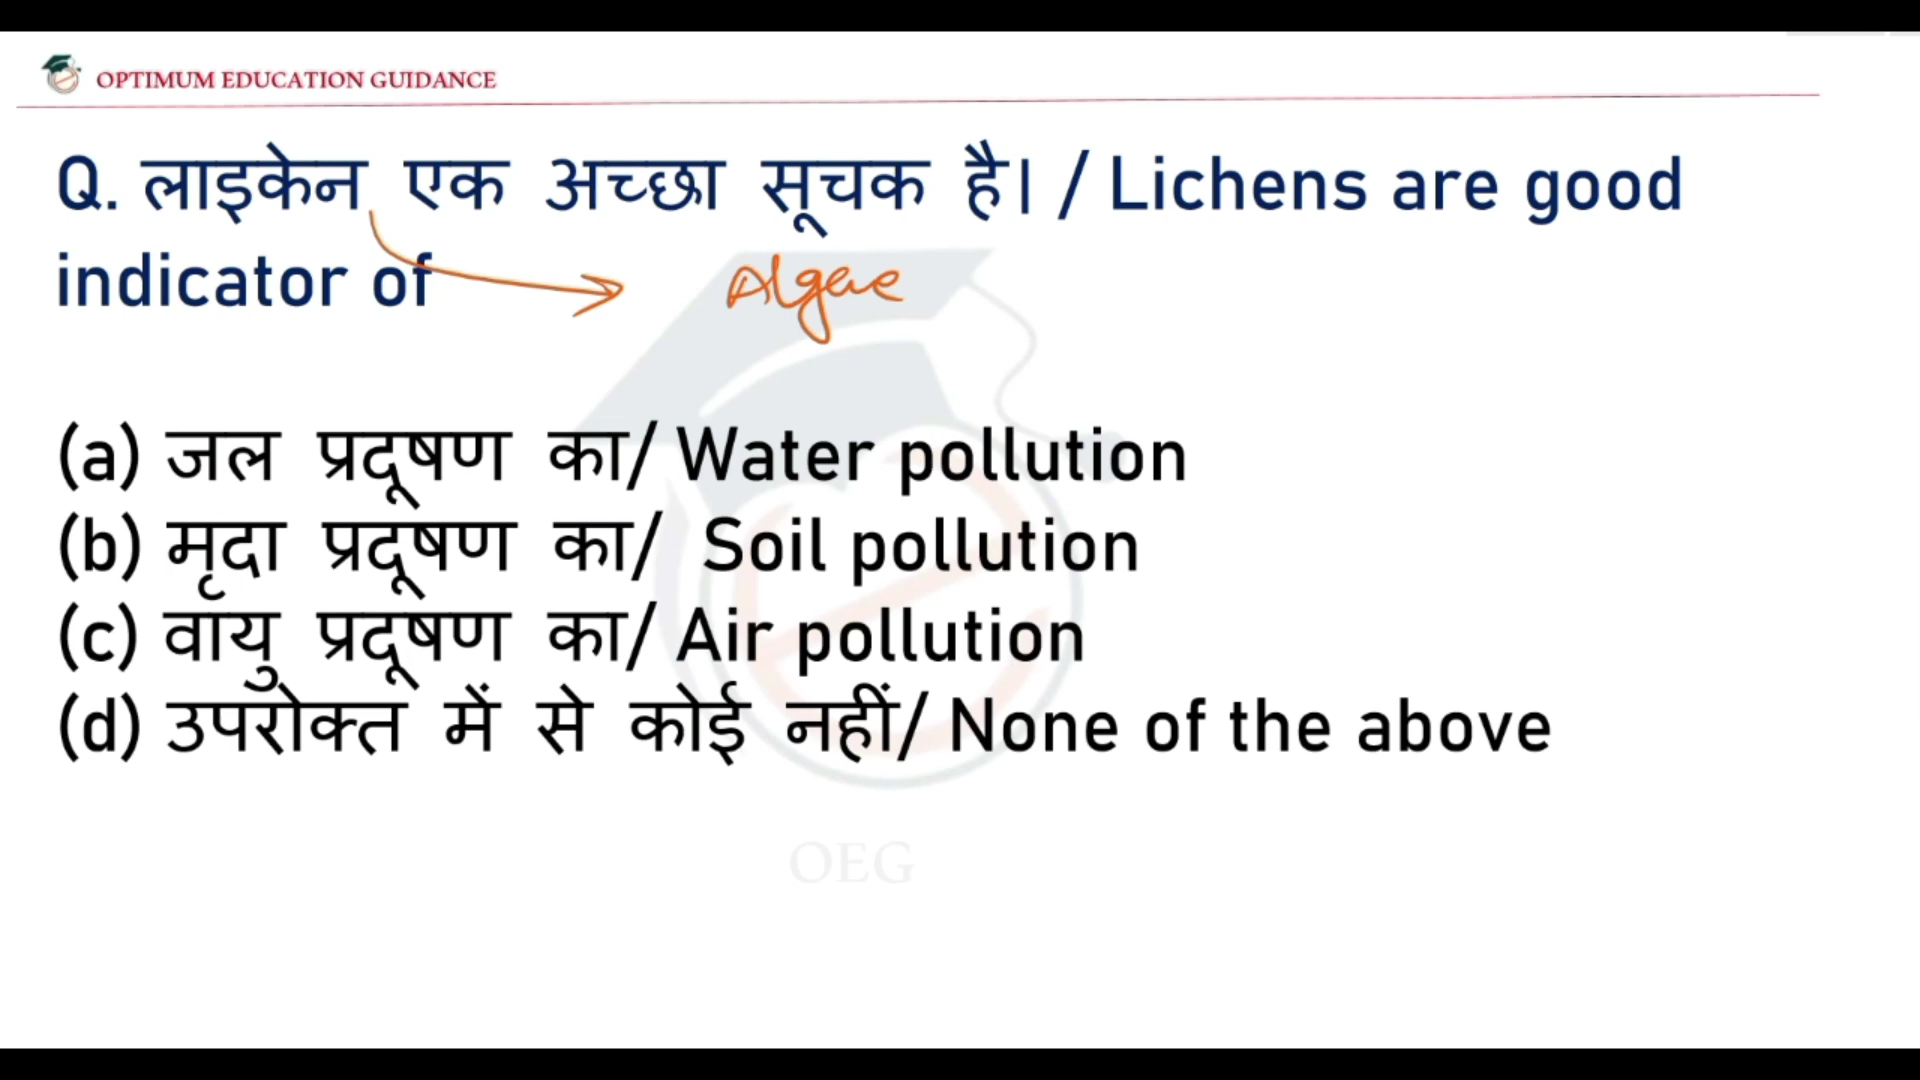 OPTIMUM EDUCATION GUIDANCE
Q. लाइकेन एक अच्छा सूचक है। / Lichens are good
indicator of
Algae
(a) जल प्रदूषण का/ Water pollution
(b) मृदा प्रदूषण का/ Soil pollution
(c) वायु प्रदूषण का/ Air pollution
(d) उपरोक्त में से कोई नहीं/ None of the above
OEG